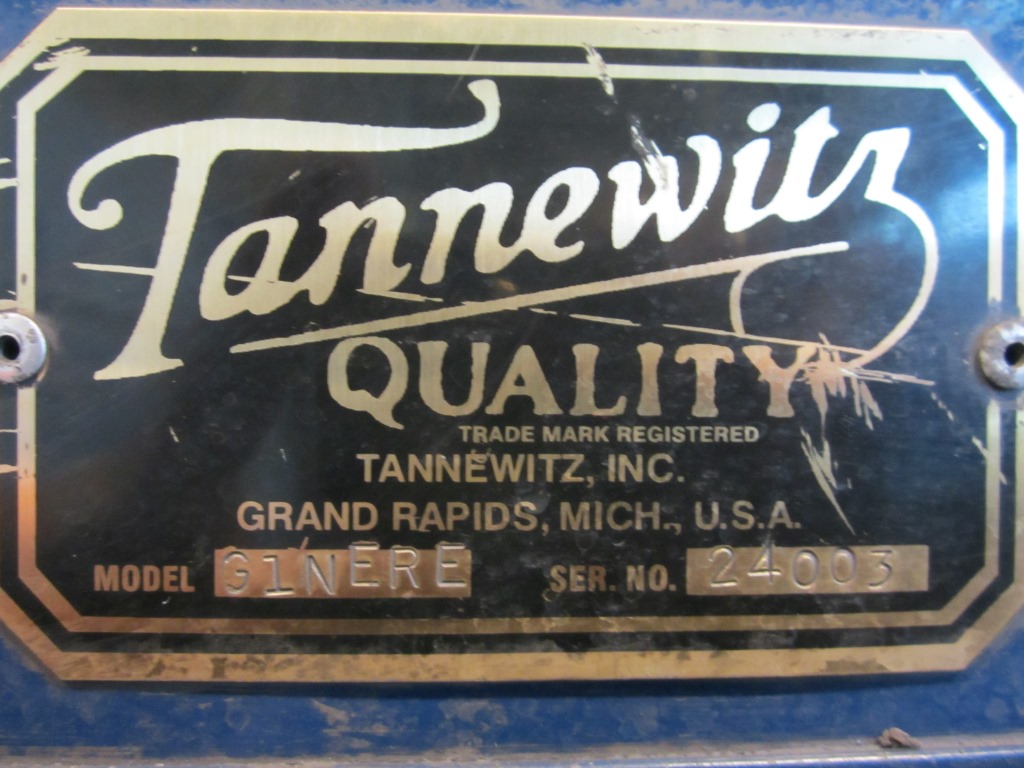 Tannewitz
QUALITY
TRADE MARK REGISTERED
TANNEWITZ, INC.
GRAND RAPIDS, MICH., U.S.A.
MODEL G1NERE SER. NO. 24003